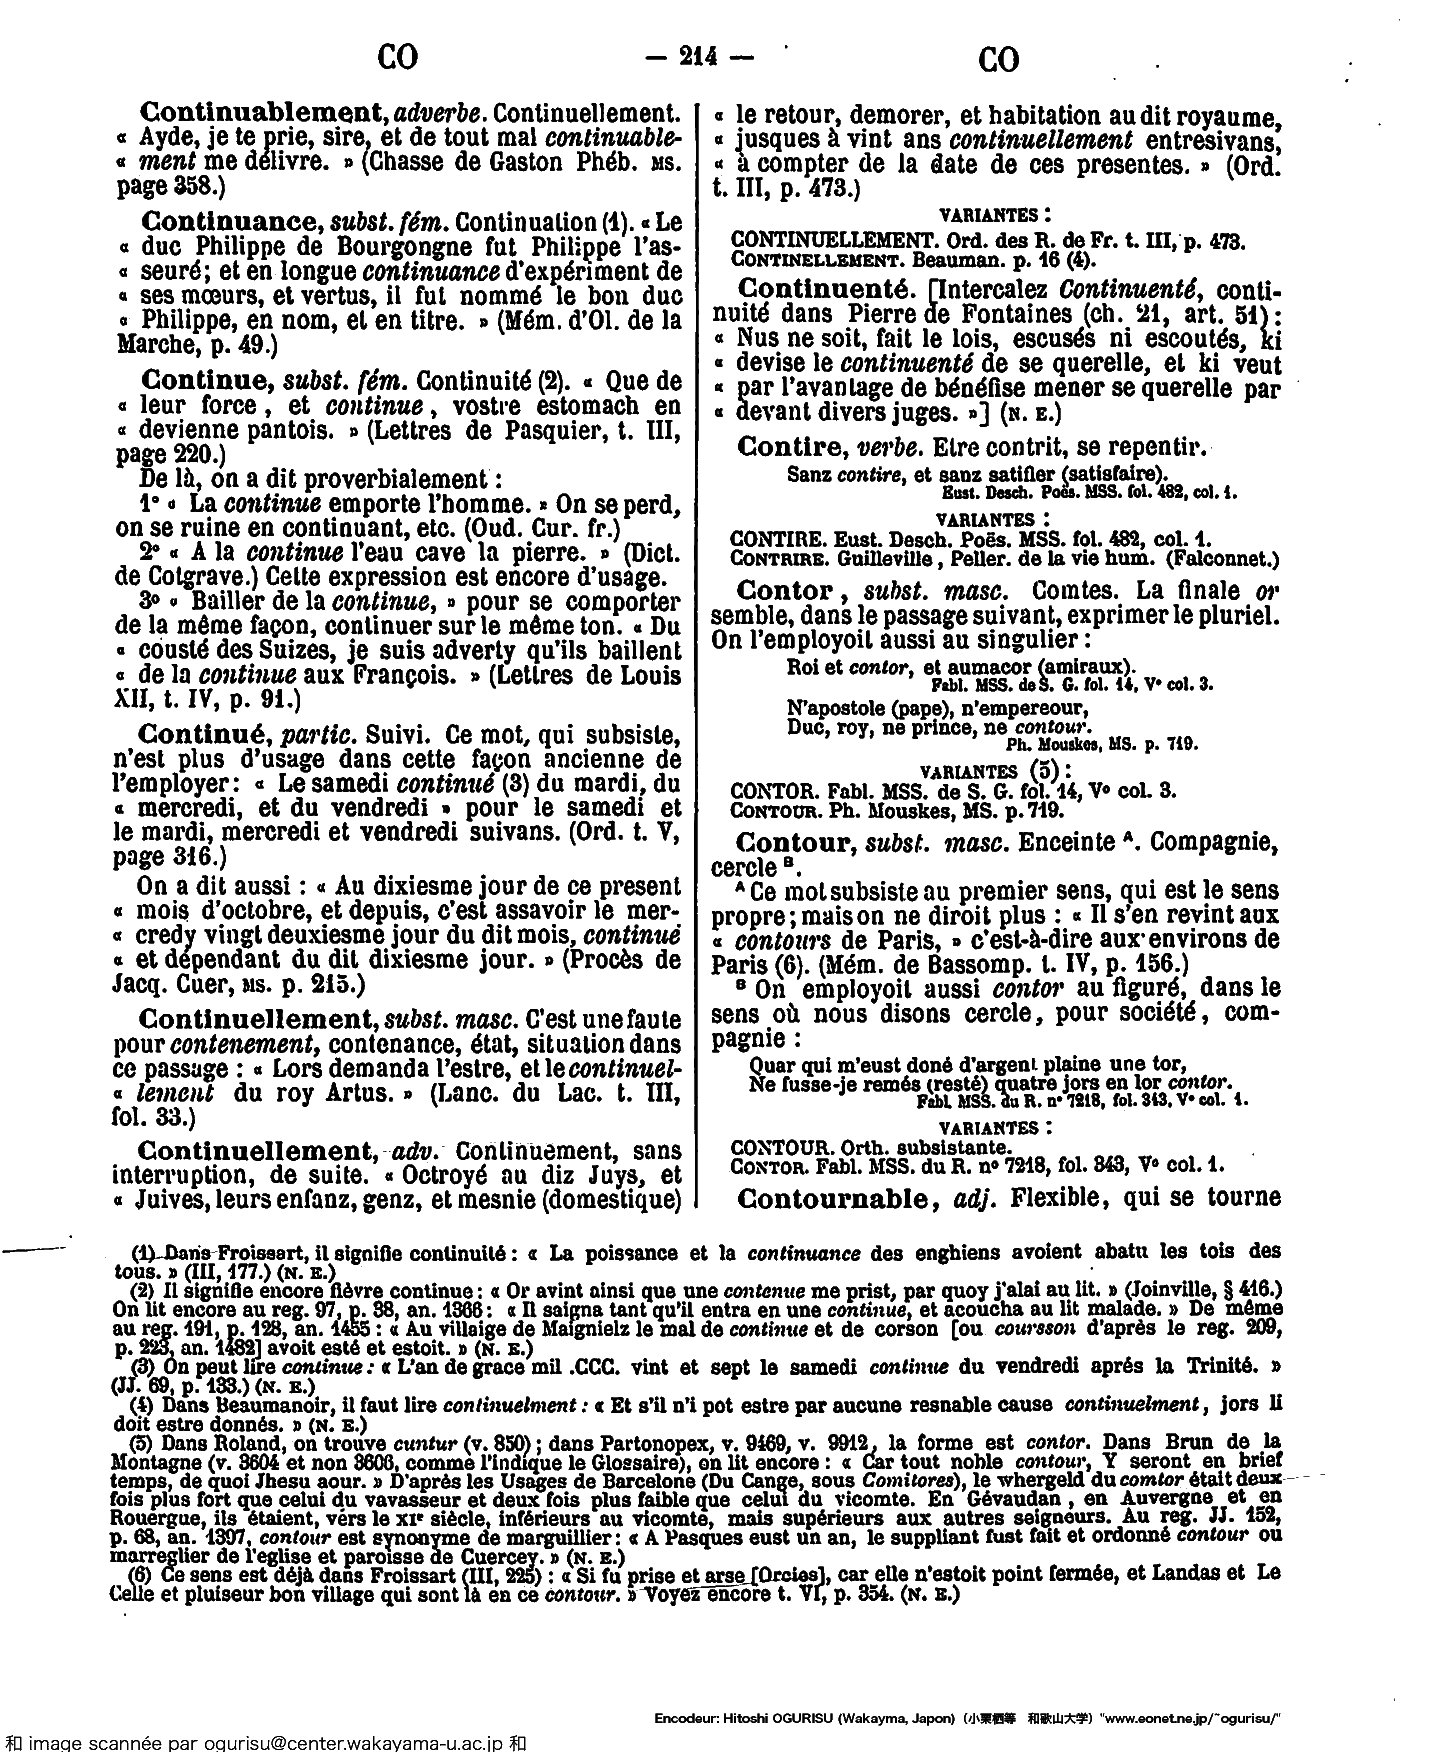 CO — 214 — CO
Continuablement, adverbe. Continuellement.
« Ayde, je te prie, sire, et de tout mal continuable-
« ment me délivre. » (Chasse de Gaston Phéb. MS.
page 358.)
Continuance, subst. fém. Continuation (1). « Le
« duc Philippe de Bourgongne fut Philippe l'as-
« seuré; et en longue continuance d'expériment de
« ses mœurs, et vertus, il fut nommé le bon duc
« Philippe, en nom, et en titre. » (Mém. d'Ol. de la
Marche, p. 49.)
Continue, subst. fém. Continuité (2). « Que de
« leur force, et continue, vostre estomach en
« devienne pantois. » (Lettres de Pasquier, t. III,
page 220.)
De là, on a dit proverbialement :
1° « La continue emporte l'homme. » On se perd,
on se ruine en continuant, etc. (Oud. Cur. fr.)
2° « A la continue l'eau cave la pierre. » (Dict.
de Cotgrave.) Cette expression est encore d'usage.
3° « Bailler de la continue, » pour se comporter
de la même façon, continuer sur le même ton. « Du
« cousté des Suizes, je suis adverty qu'ils baillent
« de la continue aux François. » (Lettres de Louis
XII, t. IV, p. 91.)
Continué, partic. Suivi. Ce mot, qui subsiste,
n'est plus d'usage dans cette façon ancienne de
l'employer: « Le samedi continué (3) du mardi, du
« mercredi, et du vendredi » pour le samedi et
le mardi, mercredi et vendredi suivans. (Ord. t. V,
page 316.)
On a dit aussi : « Au dixiesme jour de ce present
« mois d'octobre, et depuis, c'est assavoir le mer-
« credy vingt deuxiesme jour du dit mois, continué
« et dépendant du dit dixiesme jour. » (Procès de
Jacq. Cuer, MS. p. 215.)
Continuellement, subst. masc. C'est une faute
pour contenement, contenance, état, situation dans
ce passage : « Lors demanda l'estre, et le continuel-
« lement du roy Artus. » (Lanc. du Lac. t. III,
fol. 33.)
Continuellement, adv. Continuement, sans
interruption, de suite. « Octroyé au diz Juys, et
« Juives, leurs enfanz, genz, et mesnie (domestique)
« le retour, demorer, et habitation au dit royaume,
« jusques à vint ans continuellement entresivans,
« à compter de la date de ces presentes. » (Ord.
t. III, p. 473.)
VARIANTES :
CONTINUELLEMENT. Ord. des R. de Fr. t. III, p. 473.
CONTINELLEMENT. Beauman. p. 16 (4).
Continuenté. [Intercalez Continuenté, conti-
nuité dans Pierre de Fontaines (ch. 21, art. 51) :
« Nus ne soit, fait le lois, escusés ni escoutés, ki
« devise le continuenté de se querelle, et ki veut
« par l'avantage de bénéfise mener se querelle par
« devant divers juges. »] (N. E.)
Contire, verbe. Etre contrit, se repentir.
Sanz contire, et sanz satifier (satisfaire).
Eust. Desch. Poës. MSS. fol. 482, col. 1.
VARIANTES :
CONTIRE. Eust. Desch. Poës. MSS. fol. 482, col. 1.
CONTRIRE. Guilleville, Peller. de la vie hum. (Falconnet.)
Contor, subst. masc. Comtes. La finale or
semble, dans le passage suivant, exprimer le pluriel.
On l'employoit aussi au singulier :
Roi et contor, et aumacor (amiraux).
Fabl. MSS. de S. G. fol. 14, V° col. 3.
N'apostole (pape), n'empereour,
Duc, roy, ne prince, ne contour.
Ph. Mouskes, MS. p. 719.
VARIANTES (5) :
CONTOR. Fabl. MSS. de S. G. fol. 14, V° col. 3.
CONTOUR. Ph. Mouskes, MS. p. 719.
Contour, subst. masc. Enceinte A. Compagnie,
cercle B.
A Ce mot subsiste au premier sens, qui est le sens
propre; mais on ne diroit plus : « Il s'en revint aux
« contours de Paris, » c'est-à-dire aux environs de
Paris (6). (Mém. de Bassomp. t. IV, p. 156.)
B On employoit aussi contor au figuré, dans le
sens où nous disons cercle, pour société, com-
pagnie :
Quar qui m'eust doné d'argent plaine une tor,
Ne fusse-je remés (resté) quatre jors en lor contor.
Fabl. MSS. du R. n° 7218, fol. 343, V° col. 1.
VARIANTES :
CONTOUR. Orth. subsistante.
CONTOR. Fabl. MSS. du R. n° 7218, fol. 343, V° col. 1.
Contournable, adj. Flexible, qui se tourne
(1) Dans Froissart, il signifie continuité : « La poissance et la continuance des enghiens avoient abatu les tois des
tous. » (III, 177.) (N. E.)
(2) Il signifie encore fièvre continue : « Or avint ainsi que une contenue me prist, par quoy j'alai au lit. » (Joinville, § 416.)
On lit encore au reg. 97, p. 38, an. 1366 : « Il saigna tant qu'il entra en une continue, et acoucha au lit malade. » De même
au reg. 191, p. 128, an. 1455 : « Au villaige de Maignielz le mal de continue et de corson [ou coursson d'après le reg. 209,
p. 223, an. 1482] avoit esté et estoit. » (N. E.)
(3) On peut lire continue : « L'an de grace mil .CCC. vint et sept le samedi continue du vendredi aprés la Trinité. »
(JJ. 69, p. 133.) (N. E.)
(4) Dans Beaumanoir, il faut lire continuelment : « Et s'il n'i pot estre par aucune resnable cause continuelment, jors li
doit estre donnés. » (N. E.)
(5) Dans Roland, on trouve cuntur (v. 850) ; dans Partonopex, v. 9469, v. 9912, la forme est contor. Dans Brun de la
Montagne (v. 3604 et non 3606, comme l'indique le Glossaire), on lit encore : « Car tout noble contour, Y seront en brief
temps, de quoi Jhesu aour. » D'après les Usages de Barcelone (Du Cange, sous Comitores), le whergeld du comtor était deux
fois plus fort que celui du vavasseur et deux fois plus faible que celui du vicomte. En Gévaudan, en Auvergne et en
Rouergue, ils étaient, vers le XIe siècle, inférieurs au vicomte, mais supérieurs aux autres seigneurs. Au reg. JJ. 152,
p. 68, an. 1397, contour est synonyme de marguillier : « A Pasques eust un an, le suppliant fust fait et ordonné contour ou
marreglier de l'eglise et paroisse de Cuercey. » (N. E.)
(6) Ce sens est déjà dans Froissart (III, 225) : « Si fu prise et arse [Orcies], car elle n'estoit point fermée, et Landas et Le
Celle et pluiseur bon village qui sont là en ce contour. » Voyez encore t. VI, p. 354. (N. E.)
Encodeur: Hitoshi OGURISU (Wakayma, Japon) (小栗栖等 和歌山大学) "www.eonet.ne.jp/~ogurisu/"
和 image scannée par ogurisu@center.wakayama-u.ac.jp 和